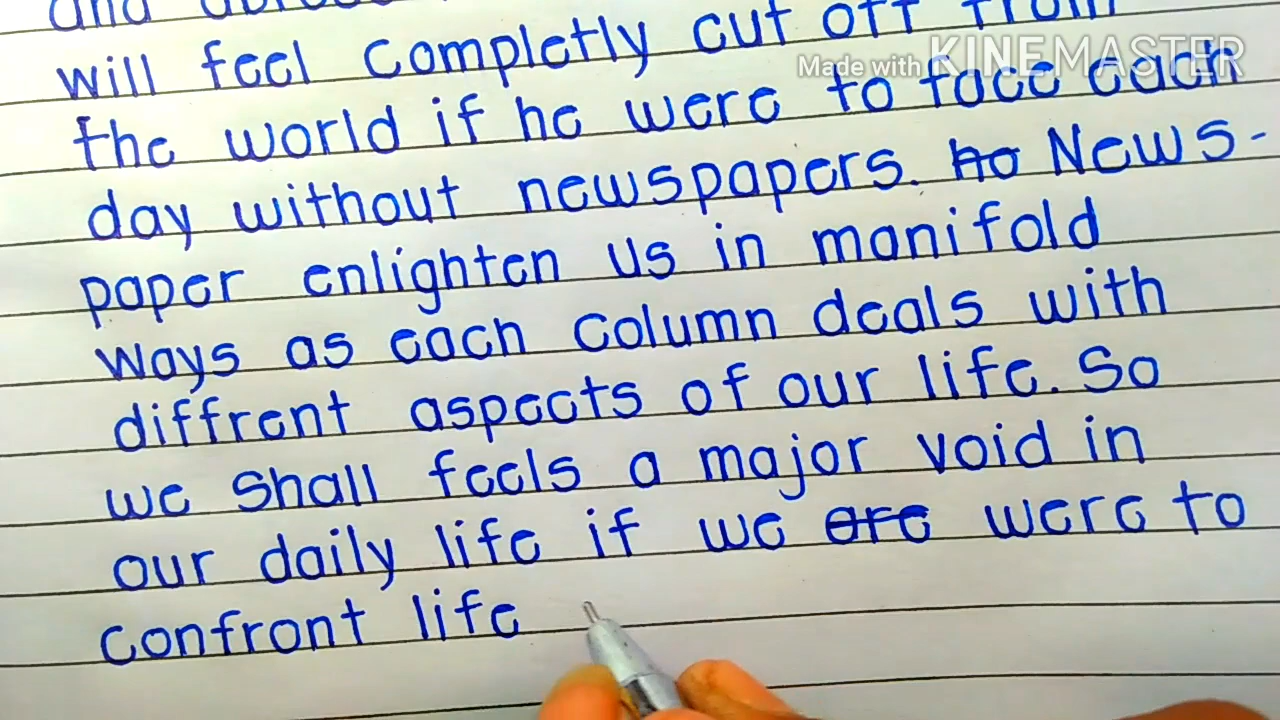 and
will feel completly cut off from
Made with KINEMASTER
the world if he were to face each
day without newspapers. no News-
paper enlighten us in manifold
ways as each column deals with
diffrent aspects of our life. So
we shall feels a major void in
our daily life if we are were to
confront life